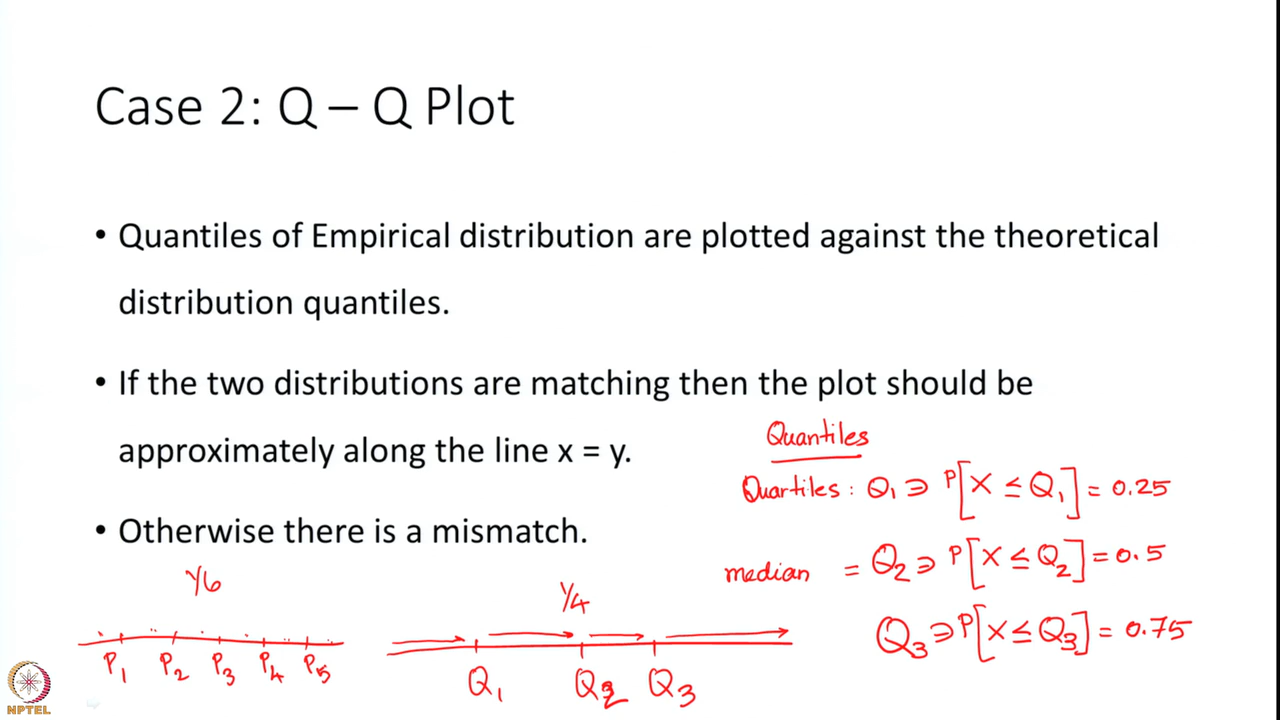 Case 2: Q – Q Plot
• Quantiles of Empirical distribution are plotted against the theoretical
distribution quantiles.
• If the two distributions are matching then the plot should be
approximately along the line x = y.
• Otherwise there is a mismatch.
Quantiles
Quartiles: Q₁ ∋ P[X ≤ Q₁] = 0.25
median = Q₂ ∋ P[X ≤ Q₂] = 0.5
Q₃ ∋ P[X ≤ Q₃] = 0.75
1/6
P₁ P₂ P₃ P₄ P₅
1/4
Q₁ Q₂ Q₃
NPTEL